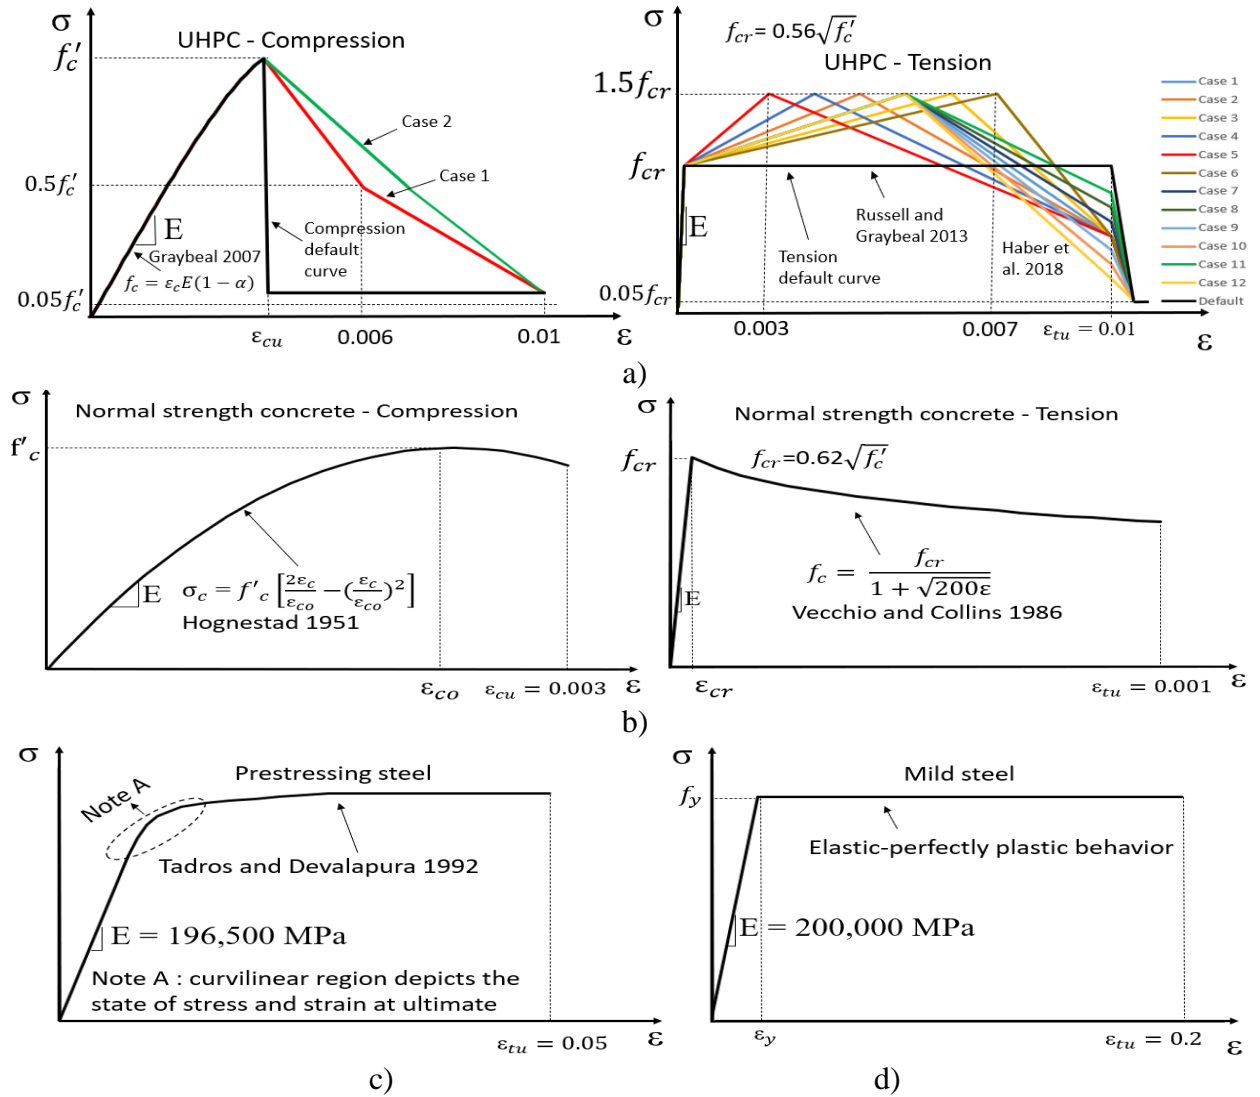 σ
UHPC - Compression
f′c
Case 2
0.5f′c
Case 1
E
Graybeal 2007
Compression
default
curve
fc = εcE(1 − α)
0.05f′c
εcu
0.006
0.01
ε
σ
fcr = 0.56√f′c
UHPC - Tension
1.5fcr
fcr
E
Tension
default curve
Russell and
Graybeal 2013
Haber et
al. 2018
0.05fcr
0.003
0.007
εtu = 0.01
ε
Case 1
Case 2
Case 3
Case 4
Case 5
Case 6
Case 7
Case 8
Case 9
Case 10
Case 11
Case 12
Default
a)
σ
Normal strength concrete - Compression
f′c
E
σc = f′c [2εc/εco − (εc/εco)²]
Hognestad 1951
εco
εcu = 0.003
ε
σ
Normal strength concrete - Tension
fcr
fcr=0.62√f′c
E
fc = fcr/(1 + √200ε)
Vecchio and Collins 1986
εcr
εtu = 0.001
ε
b)
σ
Prestressing steel
Note A
Tadros and Devalapura 1992
E = 196,500 MPa
Note A : curvilinear region depicts the
state of stress and strain at ultimate
εtu = 0.05
ε
c)
σ
Mild steel
fy
Elastic-perfectly plastic behavior
E = 200,000 MPa
εy
εtu = 0.2
ε
d)